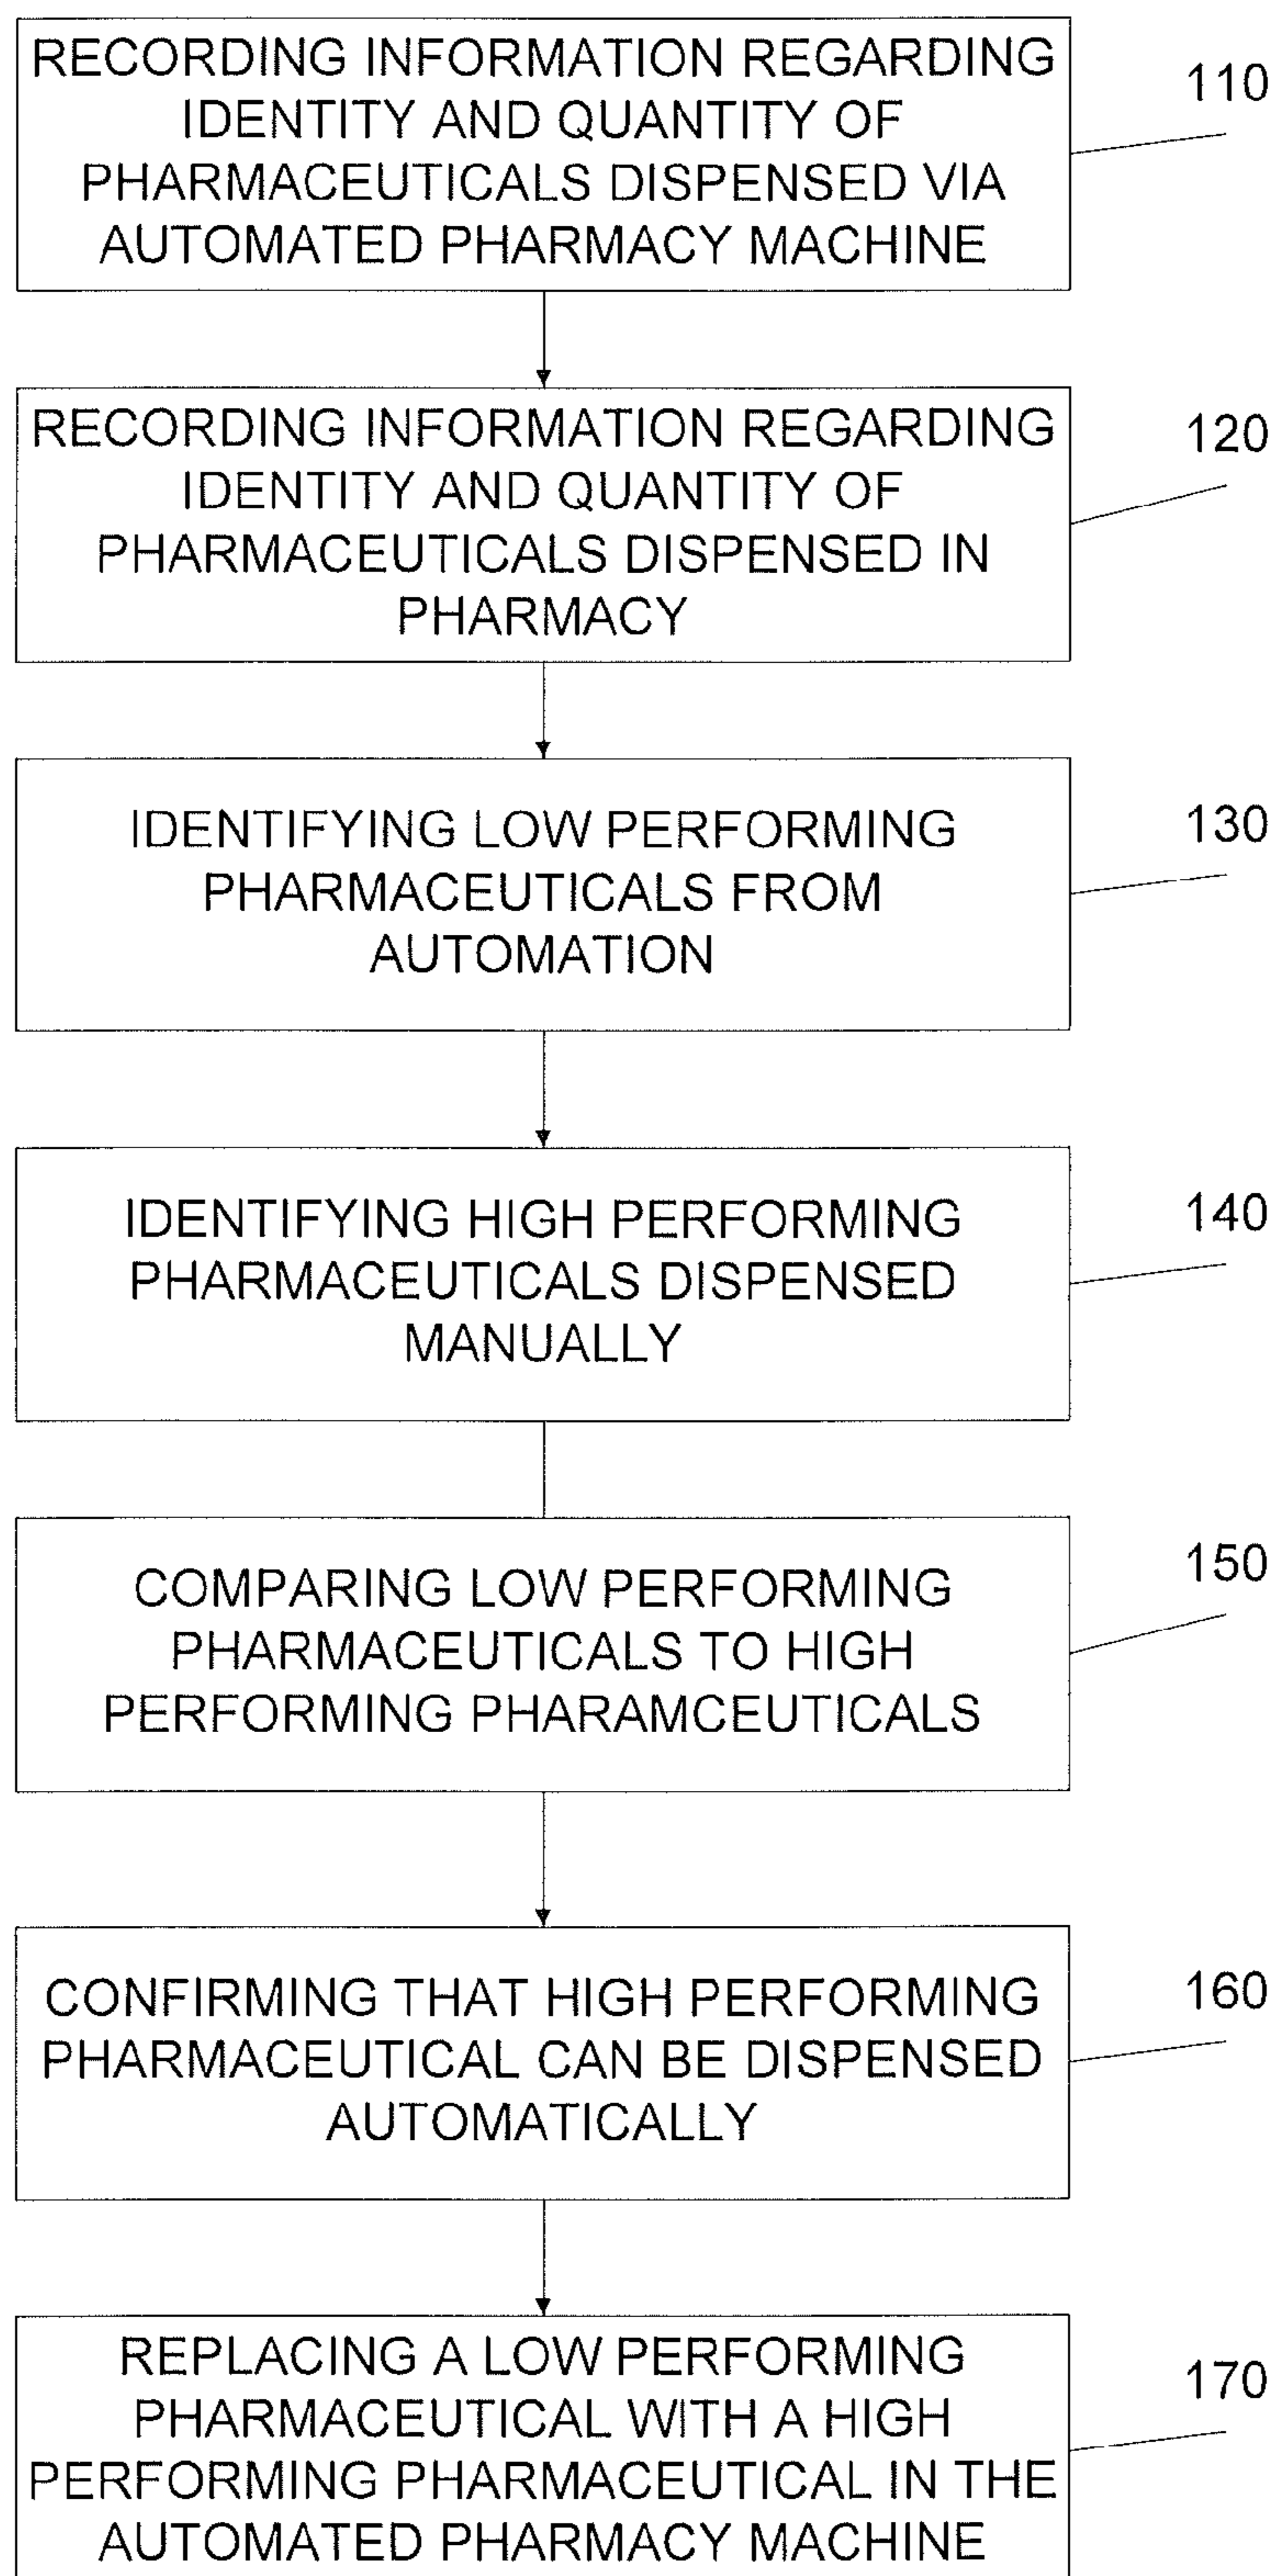 RECORDING INFORMATION REGARDING
IDENTITY AND QUANTITY OF
PHARMACEUTICALS DISPENSED VIA
AUTOMATED PHARMACY MACHINE
110
RECORDING INFORMATION REGARDING
IDENTITY AND QUANTITY OF
PHARMACEUTICALS DISPENSED IN
PHARMACY
120
IDENTIFYING LOW PERFORMING
PHARMACEUTICALS FROM
AUTOMATION
130
IDENTIFYING HIGH PERFORMING
PHARMACEUTICALS DISPENSED
MANUALLY
140
COMPARING LOW PERFORMING
PHARMACEUTICALS TO HIGH
PERFORMING PHARAMCEUTICALS
150
CONFIRMING THAT HIGH PERFORMING
PHARMACEUTICAL CAN BE DISPENSED
AUTOMATICALLY
160
REPLACING A LOW PERFORMING
PHARMACEUTICAL WITH A HIGH
PERFORMING PHARMACEUTICAL IN THE
AUTOMATED PHARMACY MACHINE
170